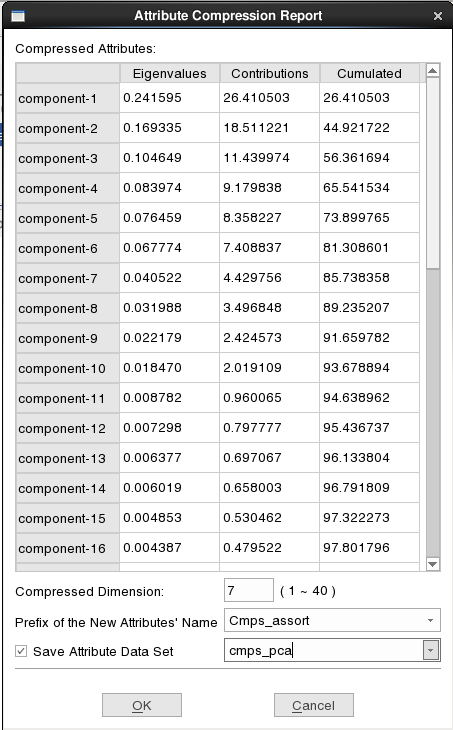 Attribute Compression Report
Compressed Attributes:
Eigenvalues Contributions Cumulated
component-1 0.241595 26.410503 26.410503
component-2 0.169335 18.511221 44.921722
component-3 0.104649 11.439974 56.361694
component-4 0.083974 9.179838 65.541534
component-5 0.076459 8.358227 73.899765
component-6 0.067774 7.408837 81.308601
component-7 0.040522 4.429756 85.738358
component-8 0.031988 3.496848 89.235207
component-9 0.022179 2.424573 91.659782
component-10 0.018470 2.019109 93.678894
component-11 0.008782 0.960065 94.638962
component-12 0.007298 0.797777 95.436737
component-13 0.006377 0.697067 96.133804
component-14 0.006019 0.658003 96.791809
component-15 0.004853 0.530462 97.322273
component-16 0.004387 0.479522 97.801796
Compressed Dimension: 7 ( 1 ~ 40 )
Prefix of the New Attributes' Name Cmps_assort
Save Attribute Data Set cmps_pca
OK Cancel